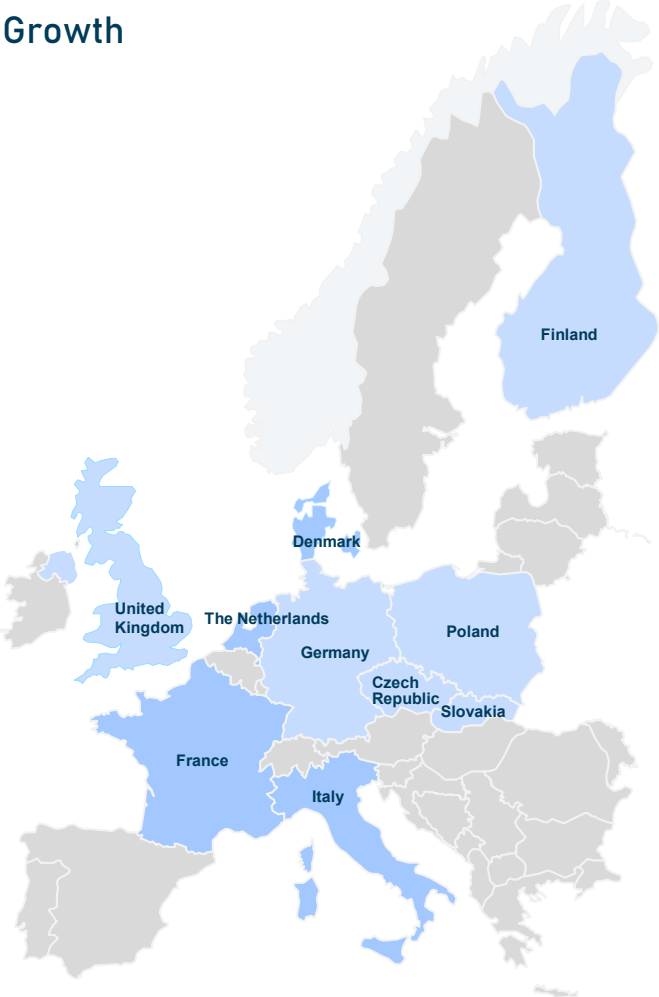 Growth
Finland
Denmark
United
Kingdom
The Netherlands
Germany
Poland
Czech
Republic
Slovakia
France
Italy